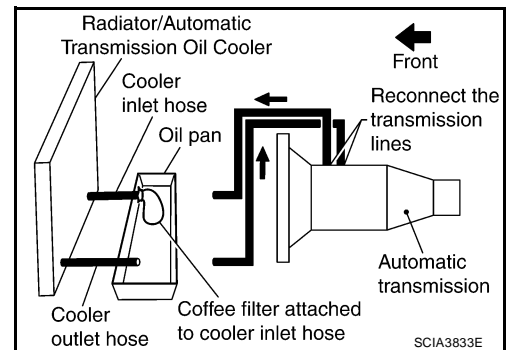 Radiator/Automatic
Transmission Oil Cooler
Front
Cooler
inlet hose
Reconnect the
transmission
lines
Oil pan
Automatic
transmission
Cooler
outlet hose
Coffee filter attached
to cooler inlet hose
SCIA3833E